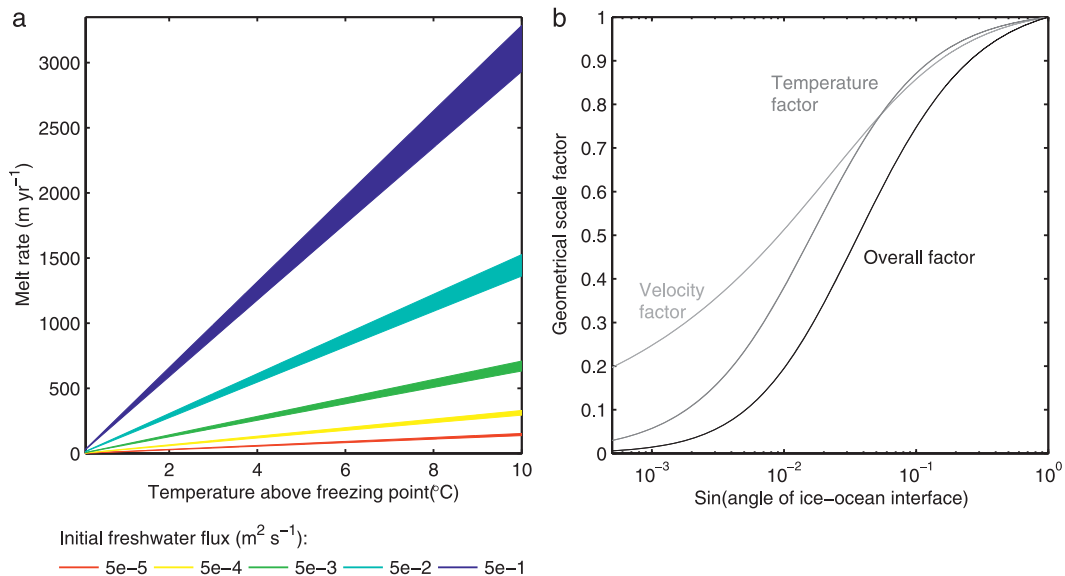 a
3000
2500
2000
1500
1000
500
0
Melt rate (m yr−1)
2
4
6
8
10
Temperature above freezing point(°C)
Initial freshwater flux (m2 s−1):
5e−5
5e−4
5e−3
5e−2
5e−1
b
1
0.9
0.8
0.7
0.6
0.5
0.4
0.3
0.2
0.1
0
Geometrical scale factor
Temperature
factor
Overall factor
Velocity
factor
10−3
10−2
10−1
100
Sin(angle of ice−ocean interface)